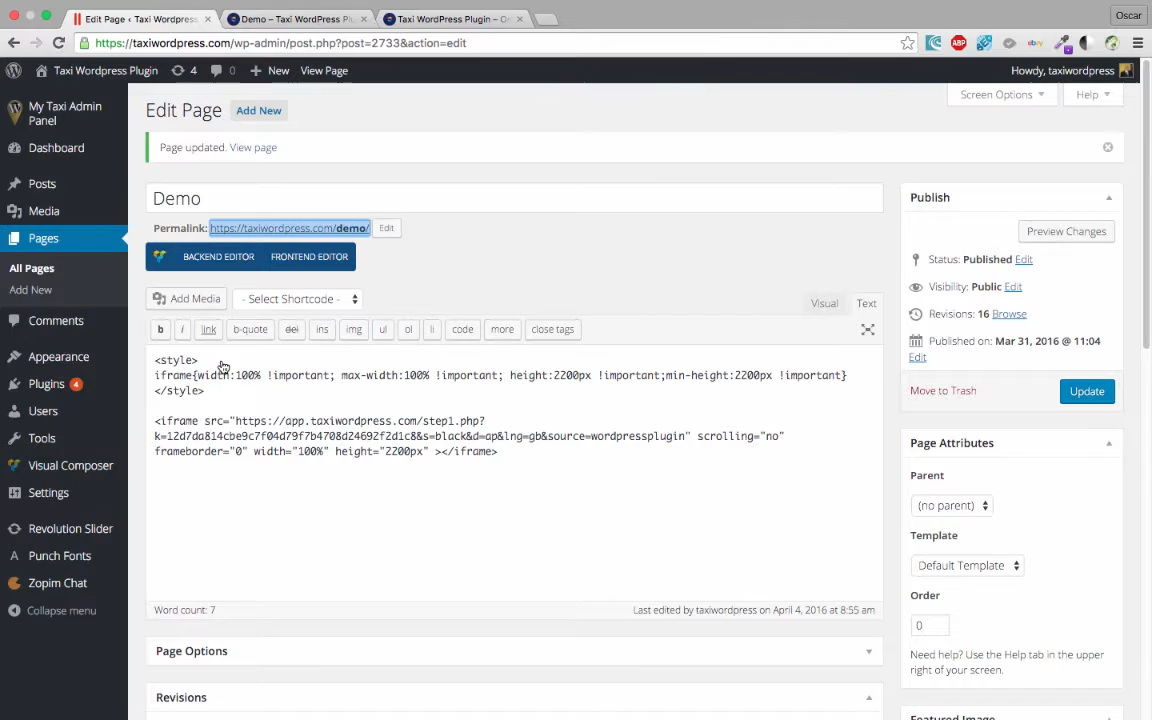 Edit Page ‹ Taxi Wordpress
Demo – Taxi WordPress Plu
Taxi WordPress Plugin – O
Oscar
https://taxiwordpress.com/wp-admin/post.php?post=2733&action=edit
ABP
ebay
Taxi Wordpress Plugin
4
0
New
View Page
Howdy, taxiwordpress
My Taxi Admin
Panel
Dashboard
Posts
Media
Pages
All Pages
Add New
Comments
Appearance
Plugins 4
Users
Tools
Visual Composer
Settings
Revolution Slider
Punch Fonts
Zopim Chat
Collapse menu
Edit Page
Add New
Screen Options
Help
Page updated. View page
Demo
Permalink: https://taxiwordpress.com/demo/ Edit
BACKEND EDITOR
FRONTEND EDITOR
Add Media
- Select Shortcode -
Visual
Text
b
i
link
b-quote
del
ins
img
ul
ol
li
code
more
close tags
<style>
iframe{width:100% !important; max-width:100% !important; height:2200px !important;min-height:2200px !important}
</style>
<iframe src="https://app.taxiwordpress.com/step1.php?
k=12d7da814cbe9c7f04d79f7b4708d24692f2d1c8&s=black&d=ap&lng=gb&source=wordpressplugin" scrolling="no"
frameborder="0" width="100%" height="2200px" ></iframe>
Word count: 7
Last edited by taxiwordpress on April 4, 2016 at 8:55 am
Page Options
Revisions
Publish
Preview Changes
Status: Published Edit
Visibility: Public Edit
Revisions: 16 Browse
Published on: Mar 31, 2016 @ 11:04
Edit
Move to Trash
Update
Page Attributes
Parent
(no parent)
Template
Default Template
Order
0
Need help? Use the Help tab in the upper
right of your screen.
Featured Image